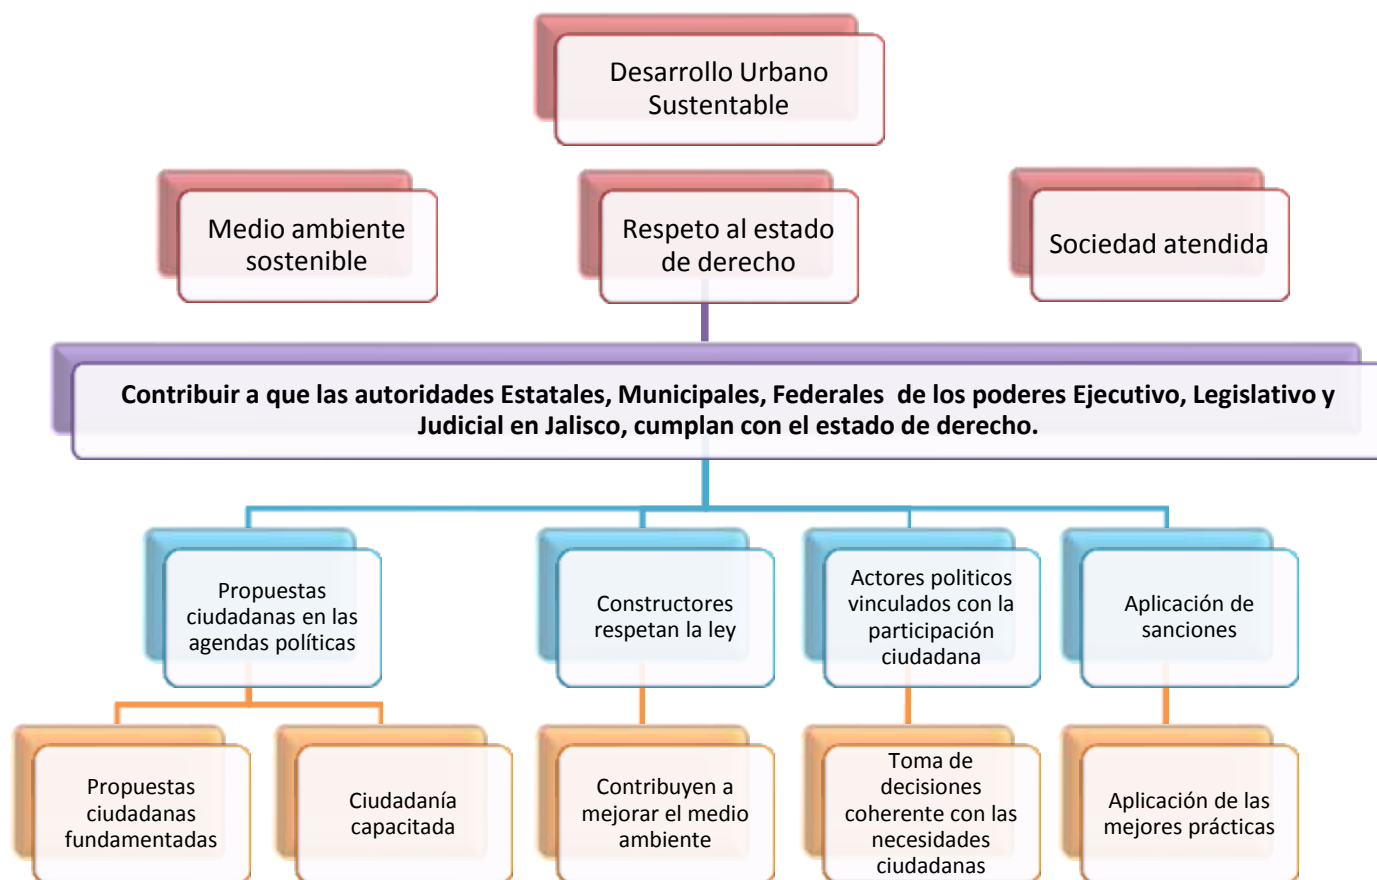 Desarrollo Urbano
Sustentable
Medio ambiente
sostenible
Respeto al estado
de derecho
Sociedad atendida
Contribuir a que las autoridades Estatales, Municipales, Federales  de los poderes Ejecutivo, Legislativo y
Judicial en Jalisco, cumplan con el estado de derecho.
Propuestas
ciudadanas en las
agendas políticas
Constructores
respetan la ley
Actores politicos
vinculados con la
participación
ciudadana
Aplicación de
sanciones
Propuestas
ciudadanas
fundamentadas
Ciudadanía
capacitada
Contribuyen a
mejorar el medio
ambiente
Toma de
decisiones
coherente con las
necesidades
ciudadanas
Aplicación de las
mejores prácticas